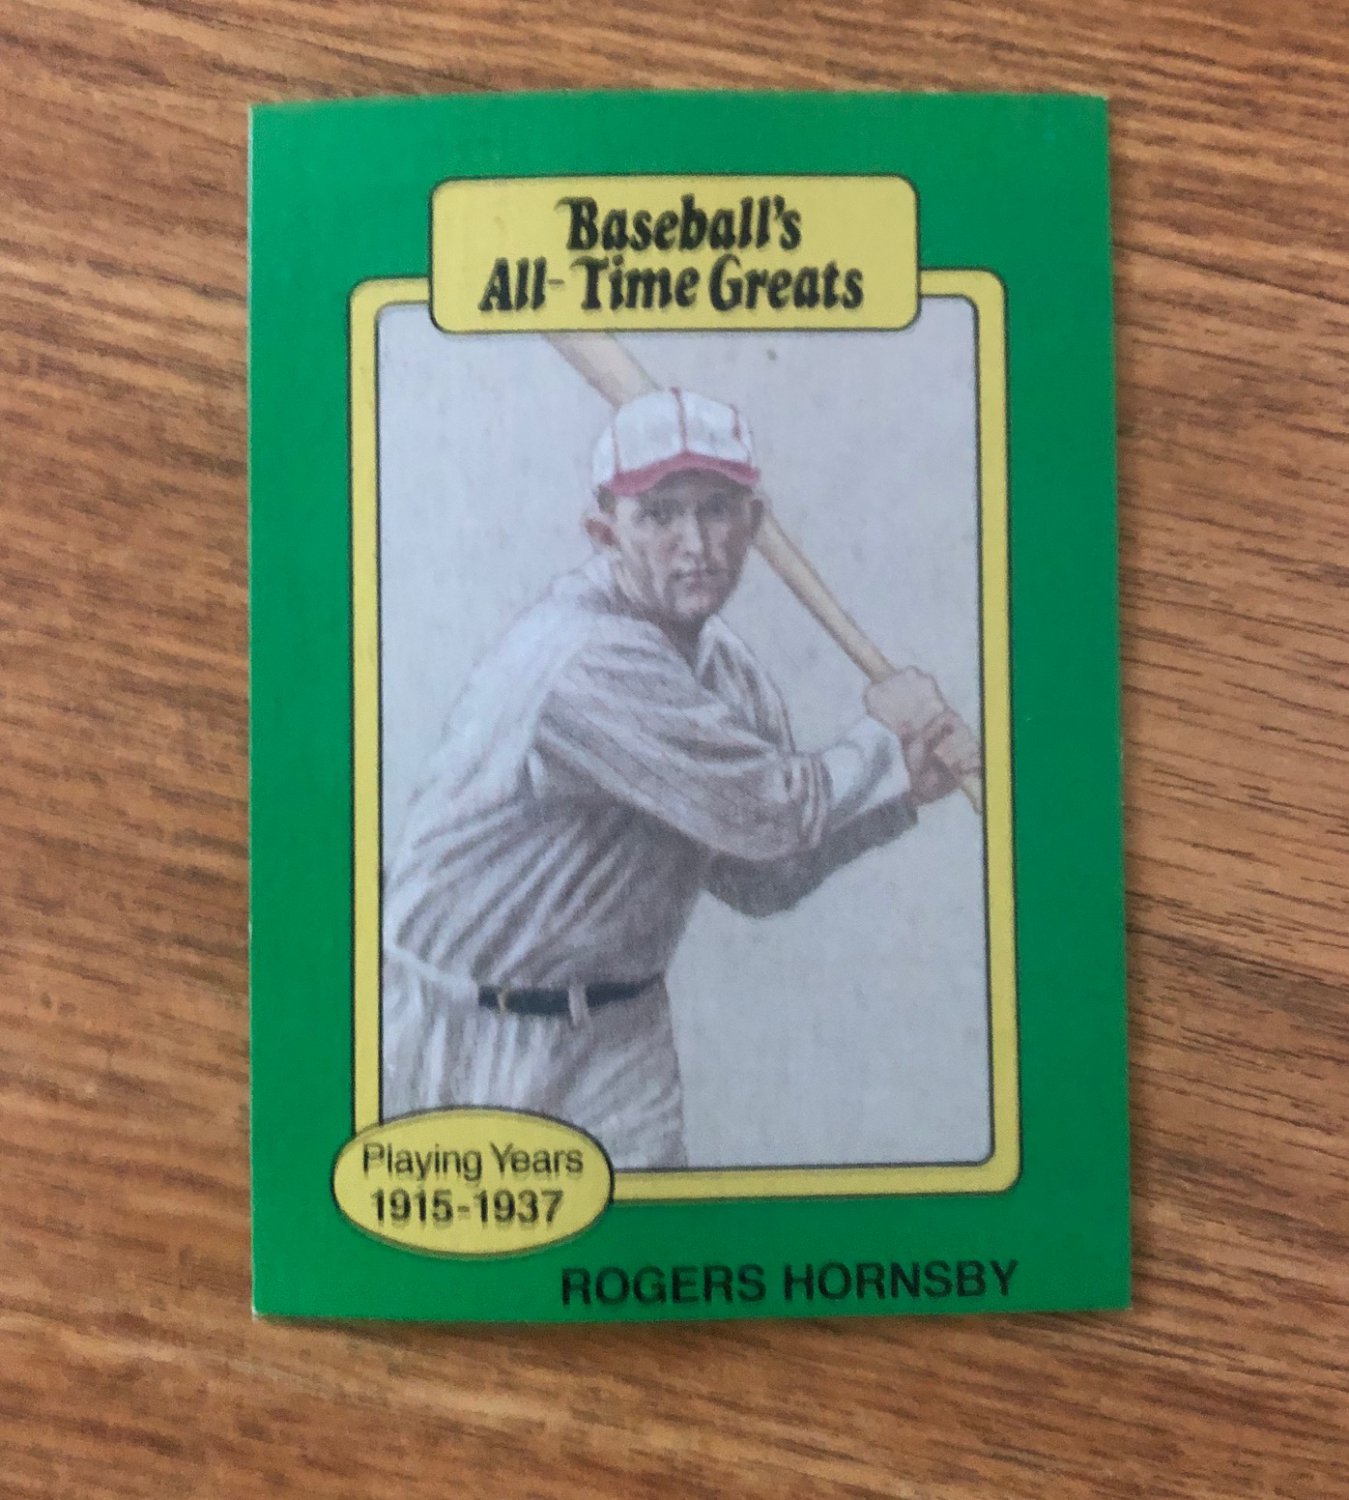 Baseball's
All-Time Greats
Playing Years
1915-1937
ROGERS HORNSBY